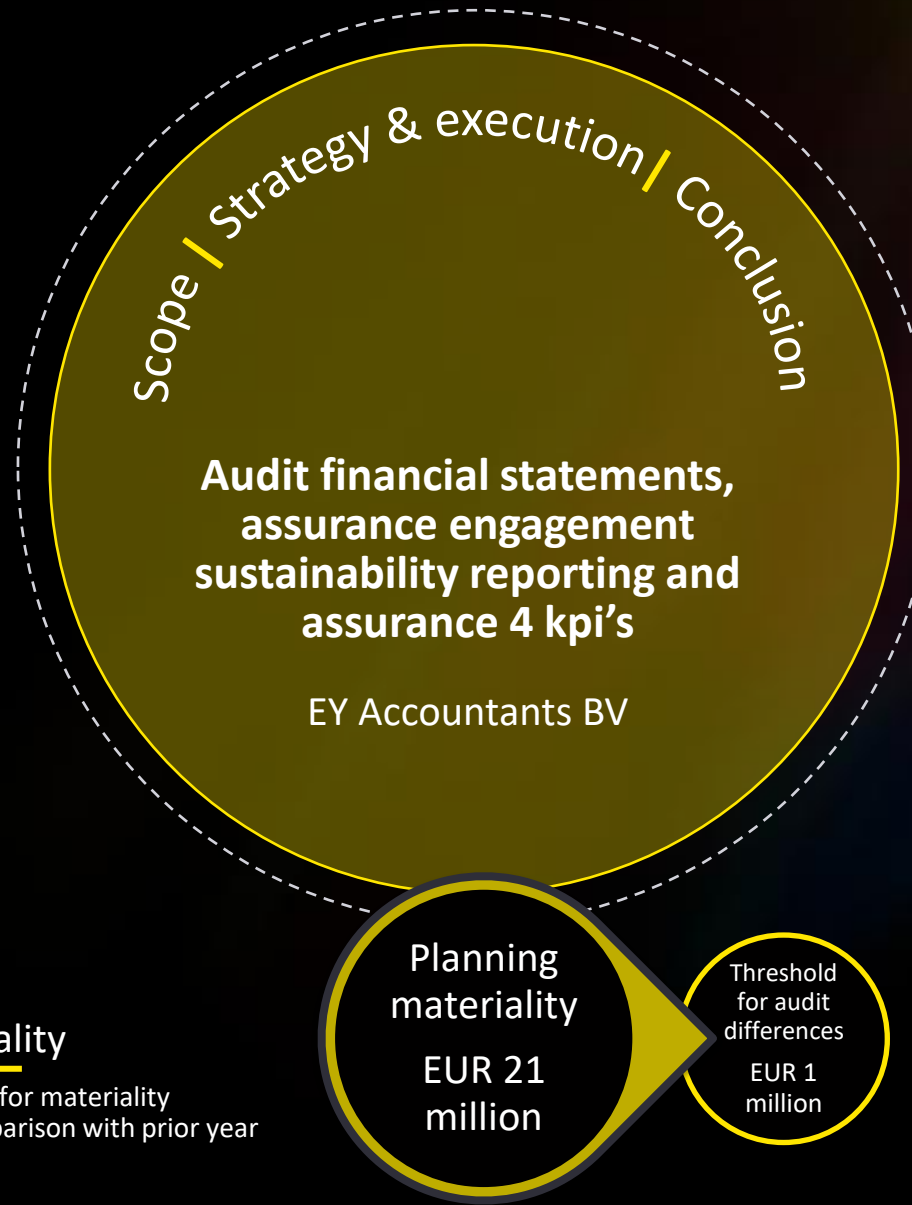 Scope | Strategy & execution | Conclusion
Audit financial statements,
assurance engagement
sustainability reporting and
assurance 4 kpi's
EY Accountants BV
Planning
materiality
EUR 21
million
Threshold
for audit
differences
EUR 1
million
ality
for materiality
parison with prior year